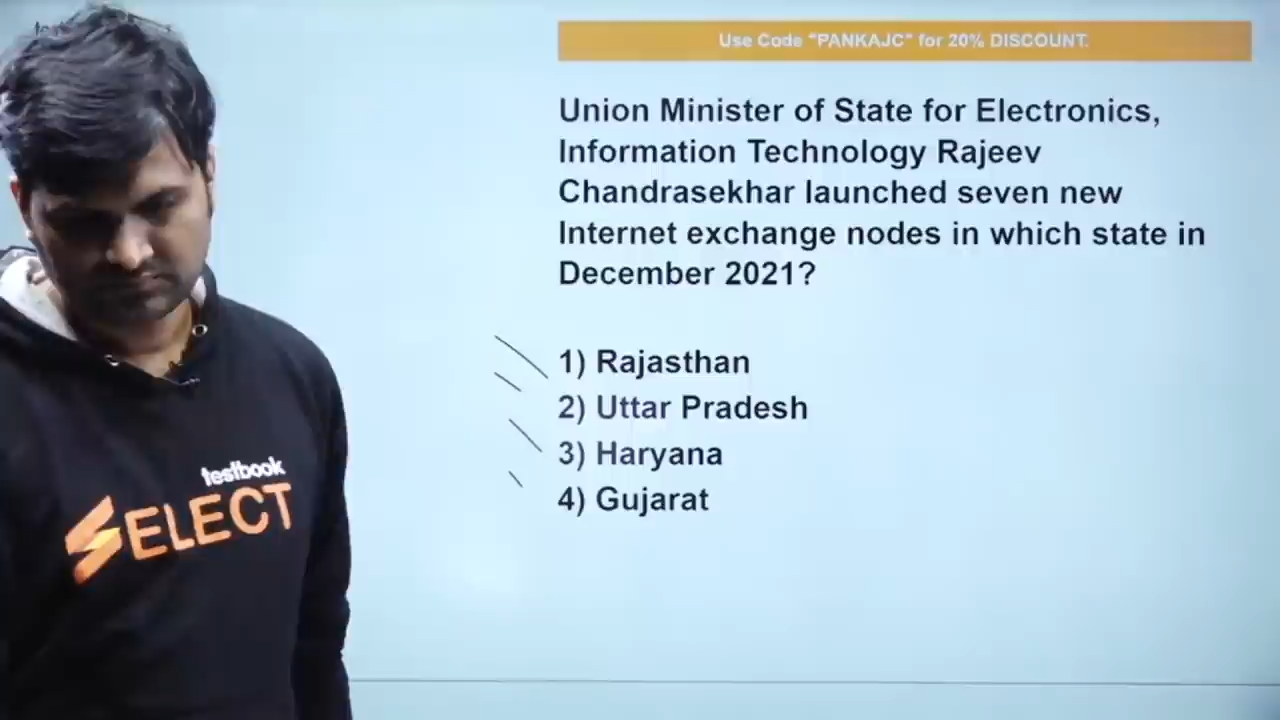 Use Code "PANKAJC" for 20% DISCOUNT.
Union Minister of State for Electronics,
Information Technology Rajeev
Chandrasekhar launched seven new
Internet exchange nodes in which state in
December 2021?
1) Rajasthan
2) Uttar Pradesh
3) Haryana
4) Gujarat
testbook
SELECT